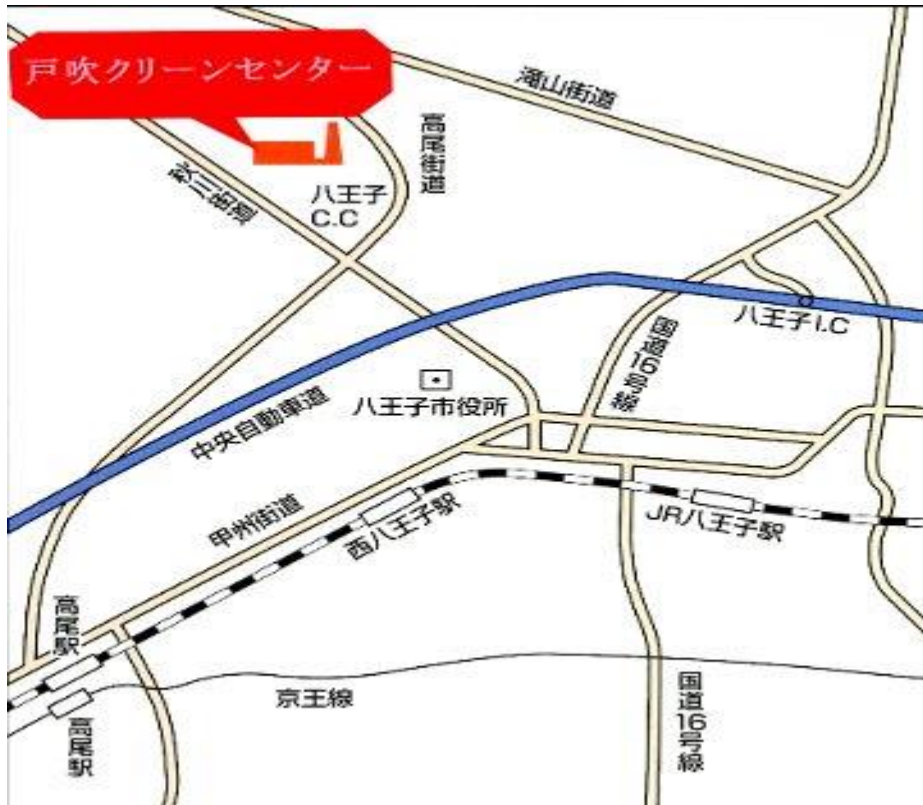 戸吹クリーンセンター
滝山街道
高尾街道
秋川街道
八王子
C.C
八王子I.C
国道16号線
八王子市役所
中央自動車道
甲州街道
西八王子駅
JR八王子駅
高尾駅
京王線
国道16号線
高尾駅